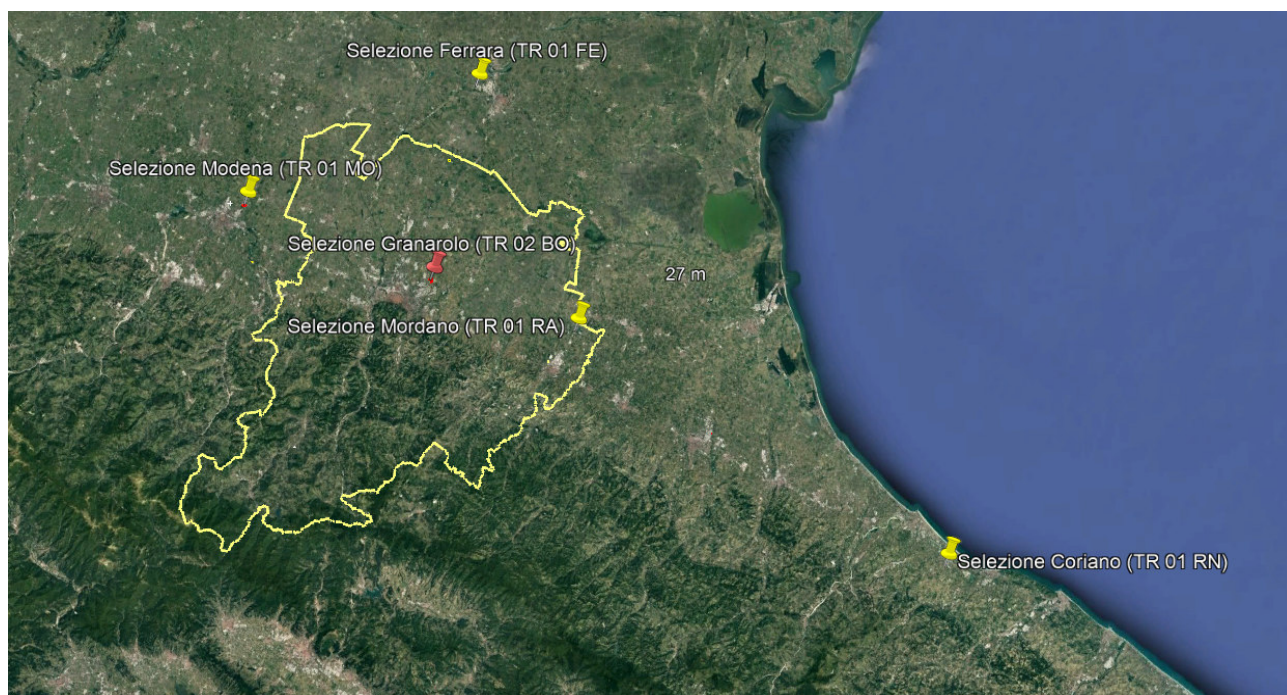 Selezione Ferrara (TR 01 FE)
Selezione Modena (TR 01 MO)
Selezione Granarolo (TR 02 BO)
27 m
Selezione Mordano (TR 01 RA)
Selezione Coriano (TR 01 RN)